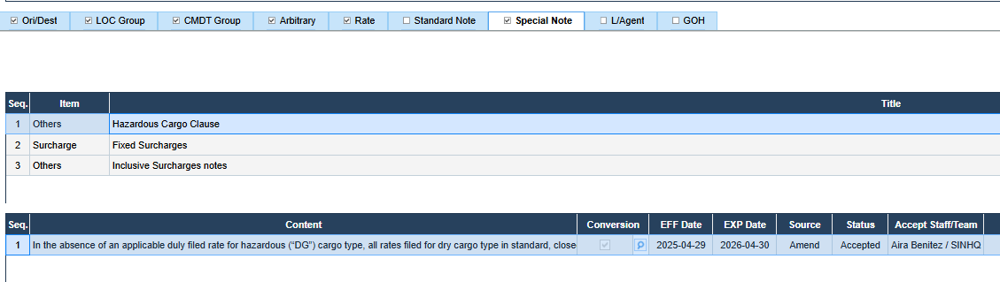 Ori/Dest LOC Group CMDT Group Arbitrary Rate Standard Note Special Note L/Agent GOH
Seq. Item Title
1 Others Hazardous Cargo Clause
2 Surcharge Fixed Surcharges
3 Others Inclusive Surcharges notes
Seq. Content Conversion EFF Date EXP Date Source Status Accept Staff/Team
1 In the absence of an applicable duly filed rate for hazardous (“DG”) cargo type, all rates filed for dry cargo type in standard, close 2025-04-29 2026-04-30 Amend Accepted Aira Benitez / SINHQ